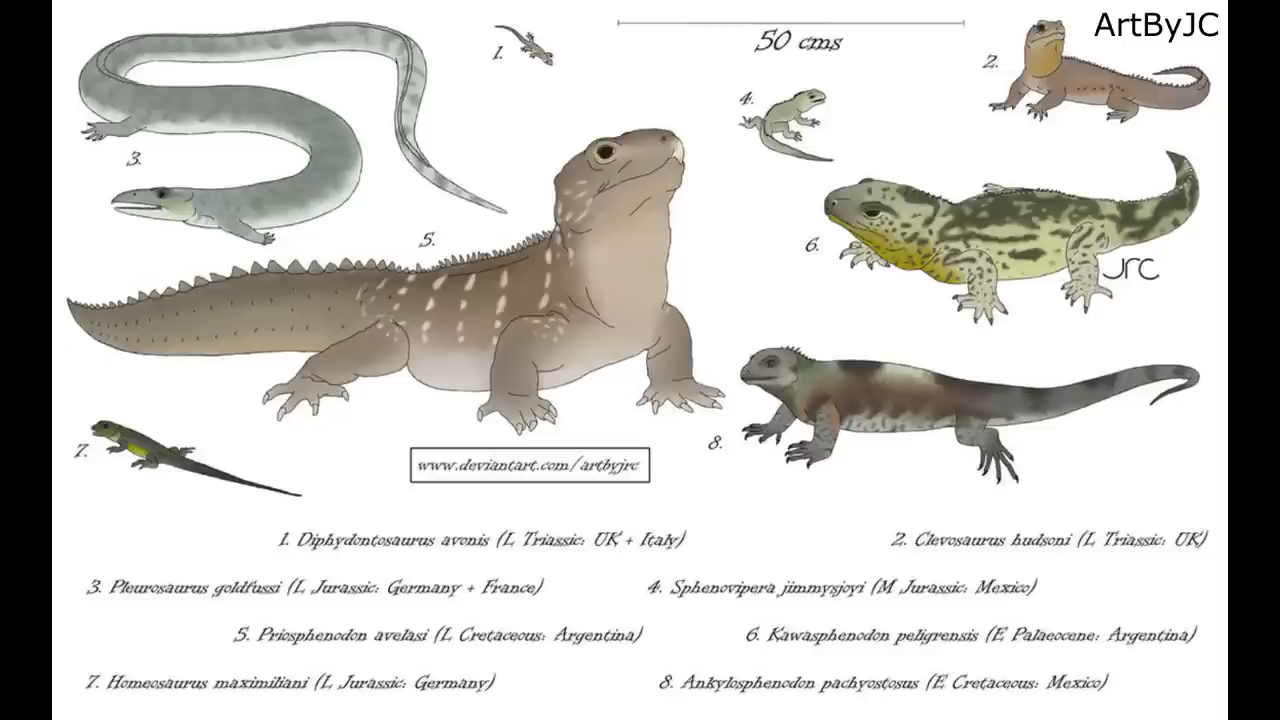 ArtByJC
50 cms
1.
2.
3.
4.
5.
6.
JrC
7.
8.
www.deviantart.com/artbyjrc
1. Diphydontosaurus avonis (L Triassic: UK + Italy)
2. Clevosaurus hudsoni (L Triassic: UK)
3. Pleurosaurus goldfussi (L Jurassic: Germany + France)
4. Sphenovipera jimmysjoyi (M Jurassic: Mexico)
5. Priosphenodon avelasi (L Cretaceous: Argentina)
6. Kawasphenodon peligrensis (E Palaeocene: Argentina)
7. Homeosaurus maximiliani (L Jurassic: Germany)
8. Ankylosphenodon pachyostosus (E Cretaceous: Mexico)